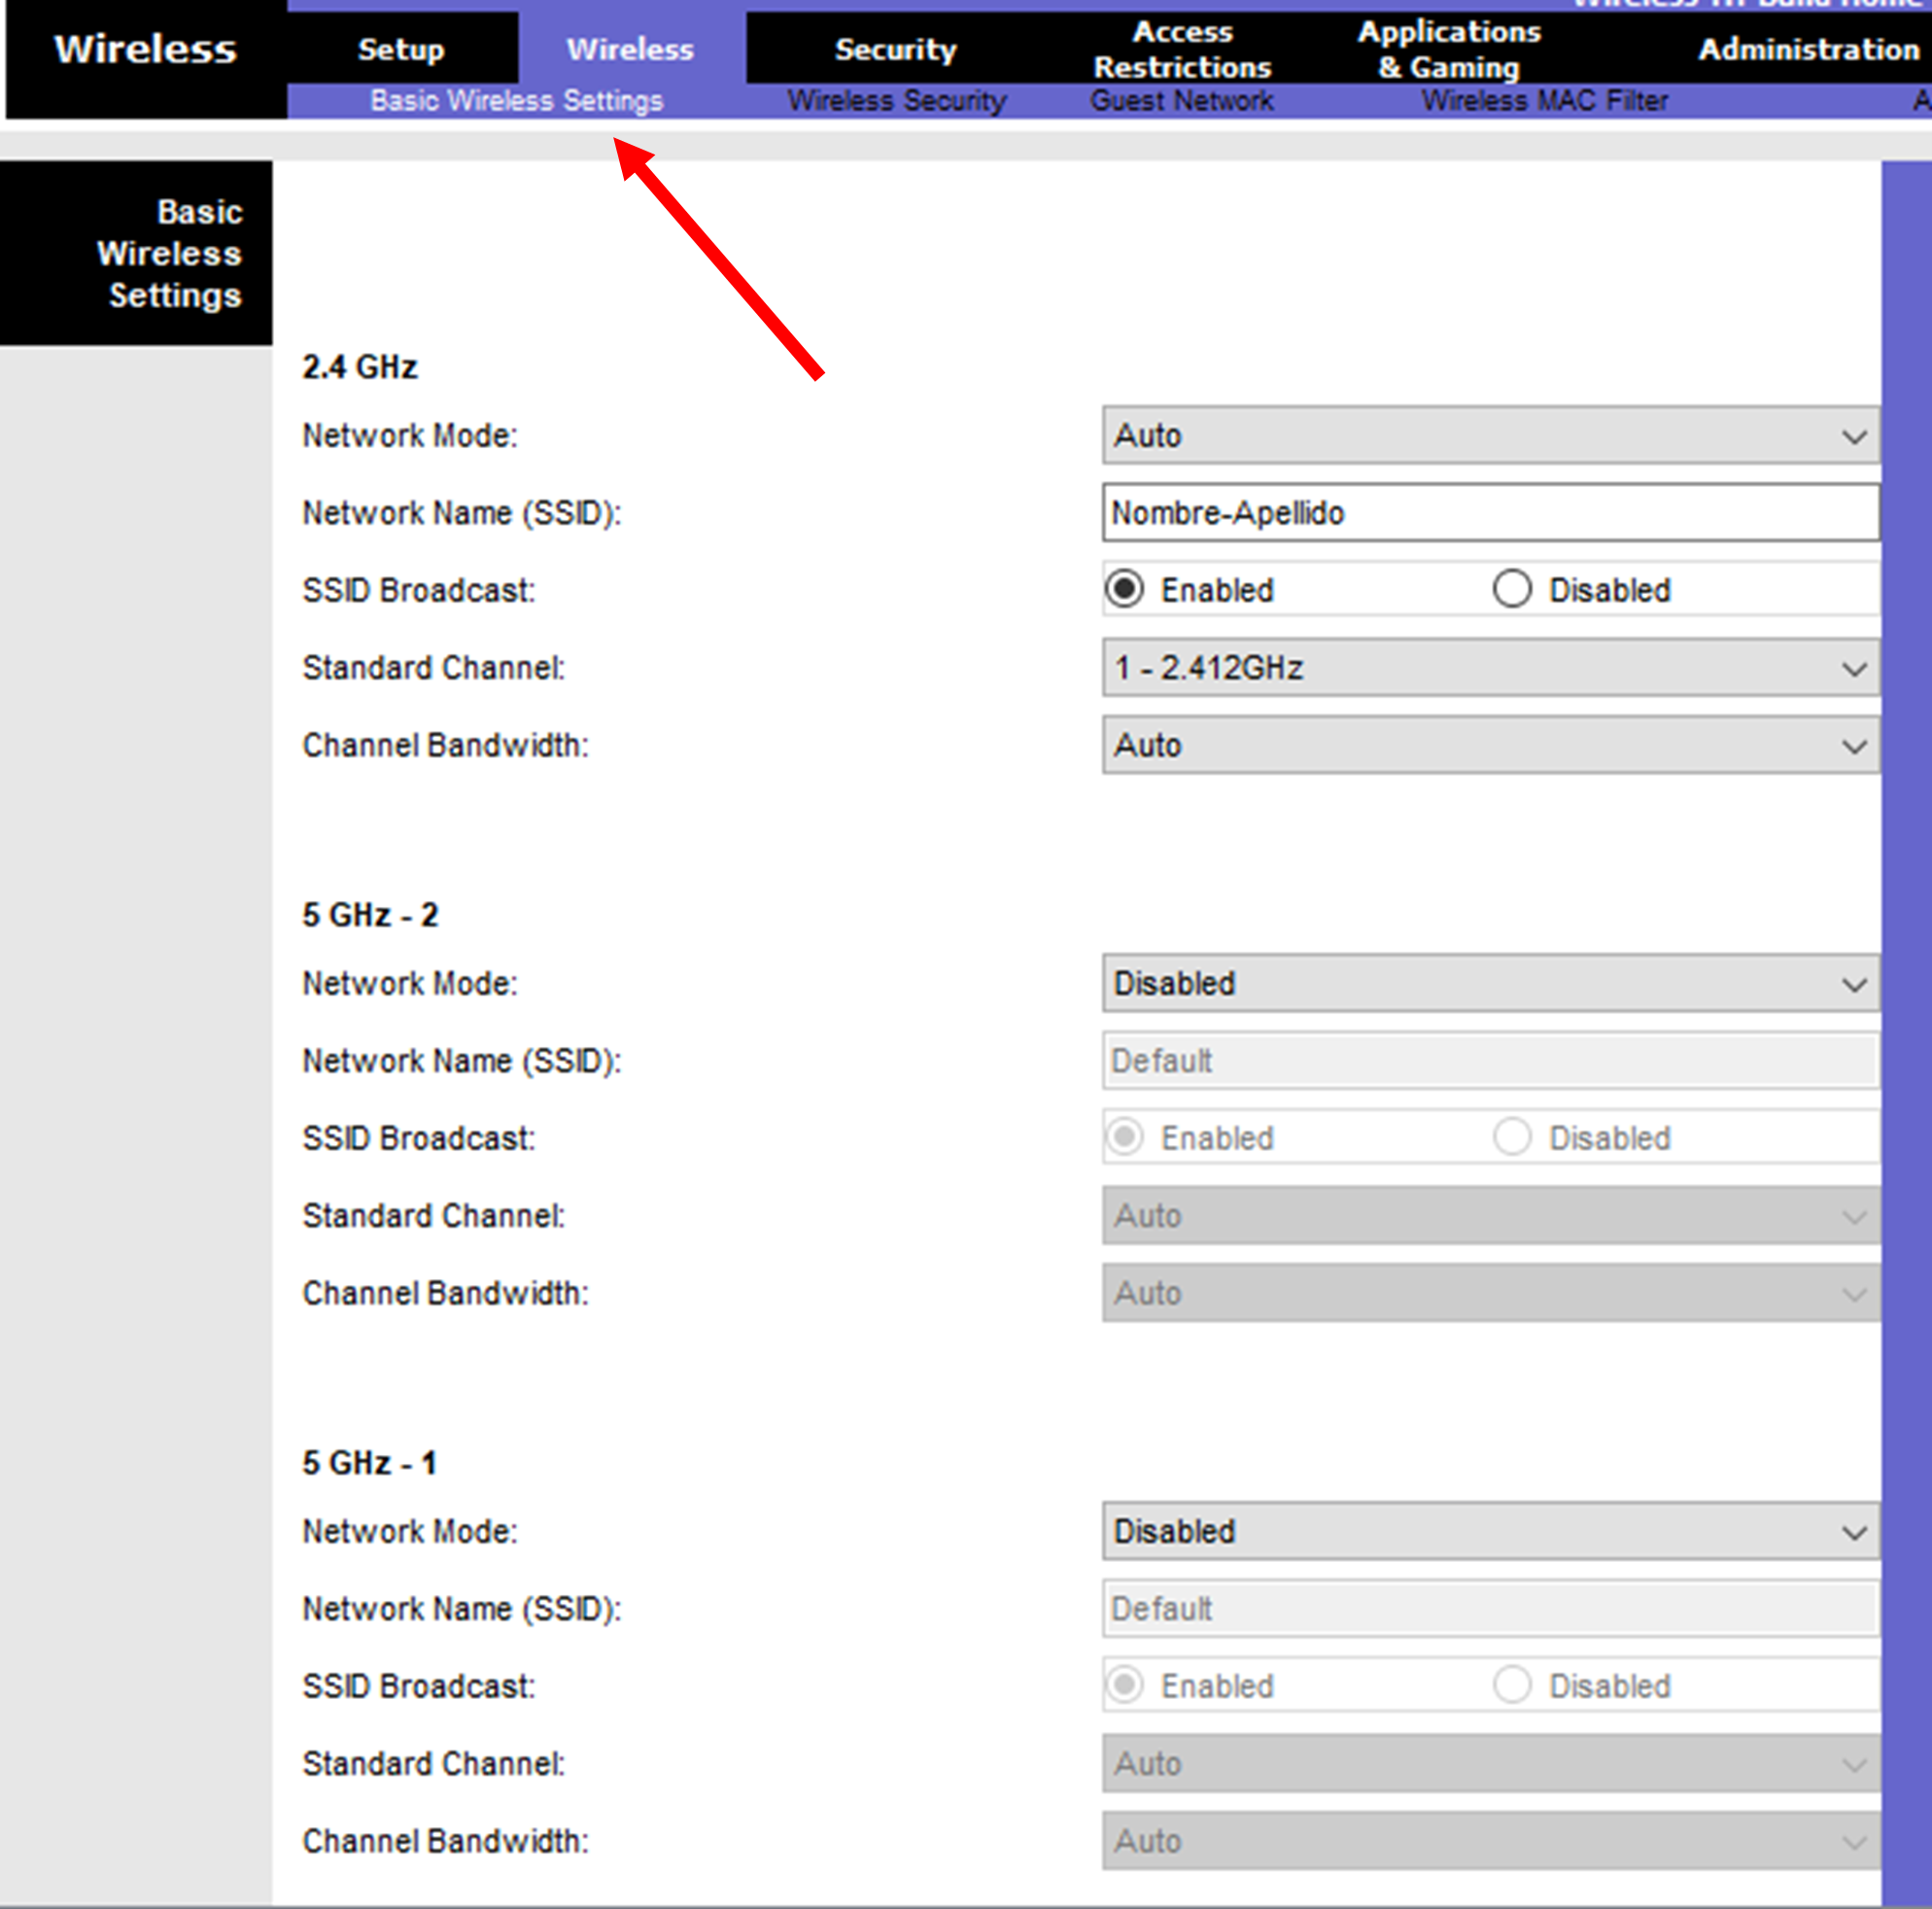 Wireless
Setup
Wireless
Security
Access
Restrictions
Applications
& Gaming
Administration
Basic Wireless Settings
Wireless Security
Guest Network
Wireless MAC Filter
Basic
Wireless
Settings
2.4 GHz
Network Mode: Auto
Network Name (SSID): Nombre-Apellido
SSID Broadcast: Enabled Disabled
Standard Channel: 1 - 2.412GHz
Channel Bandwidth: Auto
5 GHz - 2
Network Mode: Disabled
Network Name (SSID): Default
SSID Broadcast: Enabled Disabled
Standard Channel: Auto
Channel Bandwidth: Auto
5 GHz - 1
Network Mode: Disabled
Network Name (SSID): Default
SSID Broadcast: Enabled Disabled
Standard Channel: Auto
Channel Bandwidth: Auto